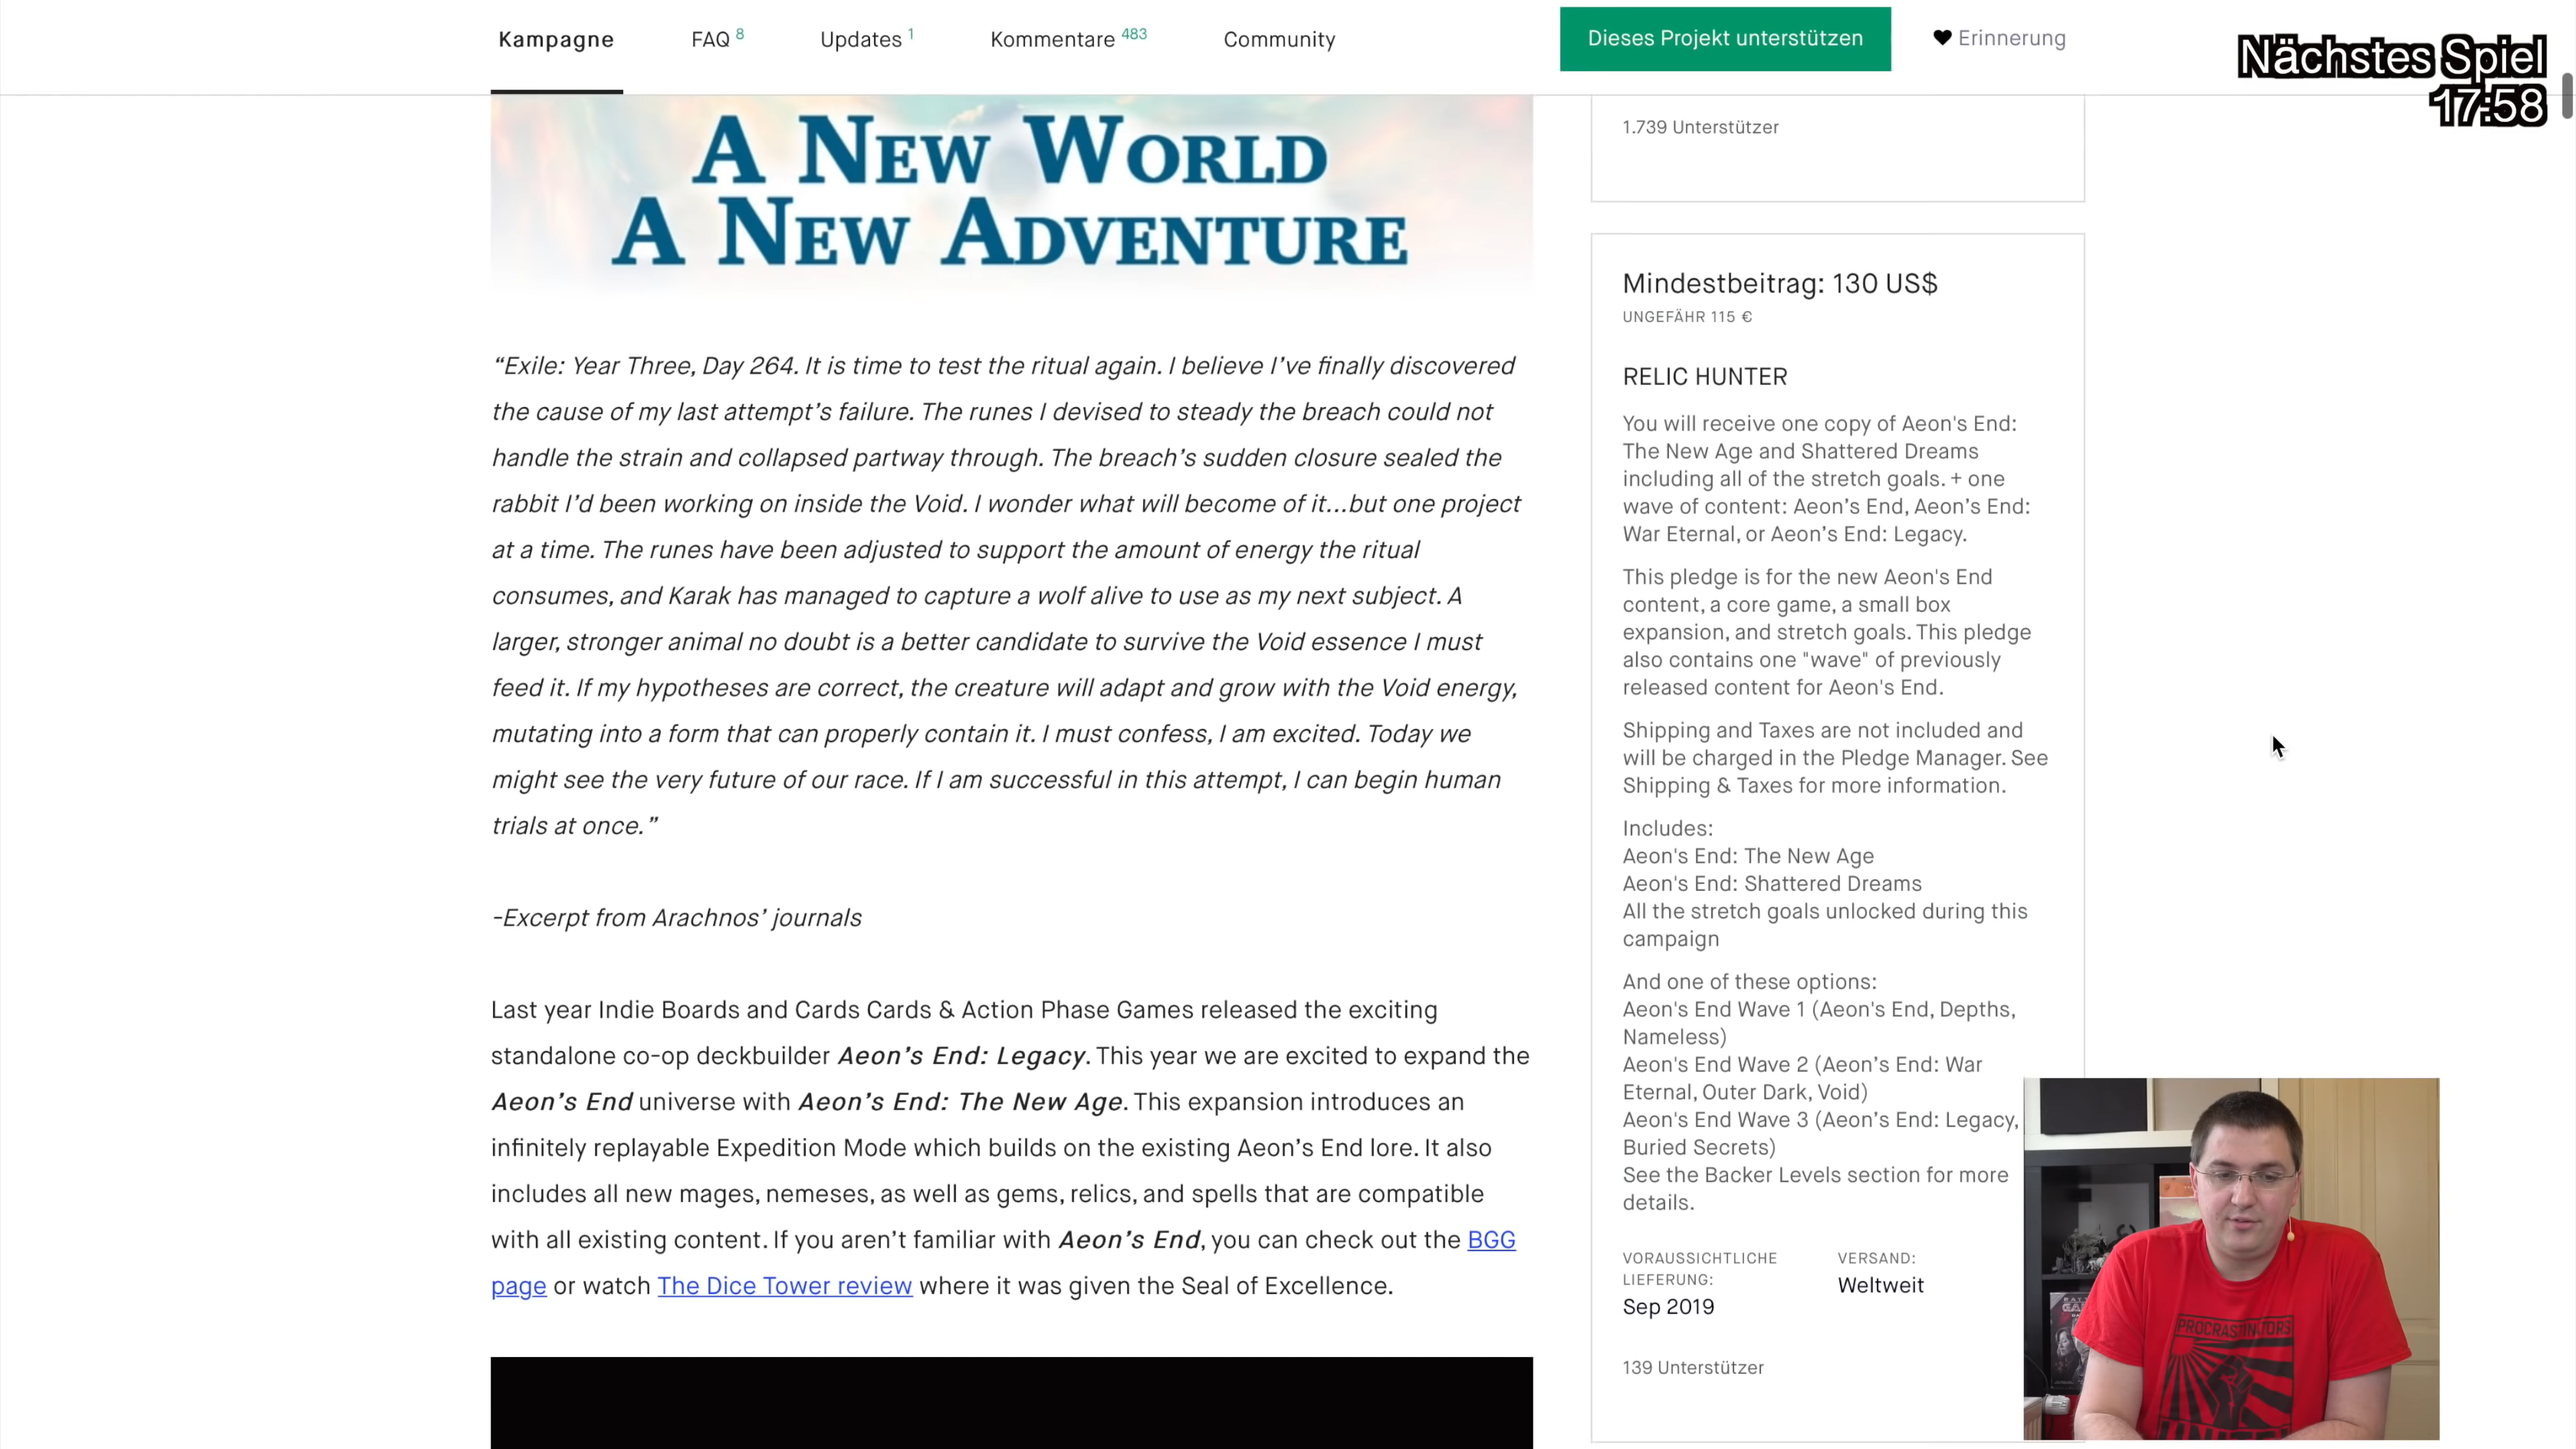 Kampagne
FAQ 8
Updates 1
Kommentare 483
Community
Dieses Projekt unterstützen
Erinnerung
Nächstes Spiel
17:58
A NEW WORLD
A NEW ADVENTURE
“Exile: Year Three, Day 264. It is time to test the ritual again. I believe I’ve finally discovered
the cause of my last attempt’s failure. The runes I devised to steady the breach could not
handle the strain and collapsed partway through. The breach’s sudden closure sealed the
rabbit I’d been working on inside the Void. I wonder what will become of it...but one project
at a time. The runes have been adjusted to support the amount of energy the ritual
consumes, and Karak has managed to capture a wolf alive to use as my next subject. A
larger, stronger animal no doubt is a better candidate to survive the Void essence I must
feed it. If my hypotheses are correct, the creature will adapt and grow with the Void energy,
mutating into a form that can properly contain it. I must confess, I am excited. Today we
might see the very future of our race. If I am successful in this attempt, I can begin human
trials at once.”
-Excerpt from Arachnos’ journals
Last year Indie Boards and Cards Cards & Action Phase Games released the exciting
standalone co-op deckbuilder Aeon’s End: Legacy. This year we are excited to expand the
Aeon’s End universe with Aeon’s End: The New Age. This expansion introduces an
infinitely replayable Expedition Mode which builds on the existing Aeon’s End lore. It also
includes all new mages, nemeses, as well as gems, relics, and spells that are compatible
with all existing content. If you aren’t familiar with Aeon’s End, you can check out the BGG
page or watch The Dice Tower review where it was given the Seal of Excellence.
1.739 Unterstützer
Mindestbeitrag: 130 US$
UNGEFÄHR 115 €
RELIC HUNTER
You will receive one copy of Aeon's End:
The New Age and Shattered Dreams
including all of the stretch goals. + one
wave of content: Aeon’s End, Aeon’s End:
War Eternal, or Aeon’s End: Legacy.
This pledge is for the new Aeon's End
content, a core game, a small box
expansion, and stretch goals. This pledge
also contains one "wave" of previously
released content for Aeon's End.
Shipping and Taxes are not included and
will be charged in the Pledge Manager. See
Shipping & Taxes for more information.
Includes:
Aeon's End: The New Age
Aeon's End: Shattered Dreams
All the stretch goals unlocked during this
campaign
And one of these options:
Aeon's End Wave 1 (Aeon's End, Depths,
Nameless)
Aeon's End Wave 2 (Aeon’s End: War
Eternal, Outer Dark, Void)
Aeon's End Wave 3 (Aeon’s End: Legacy,
Buried Secrets)
See the Backer Levels section for more
details.
VORAUSSICHTLICHE
LIEFERUNG:
Sep 2019
VERSAND:
Weltweit
139 Unterstützer
PROCRASTINATORS